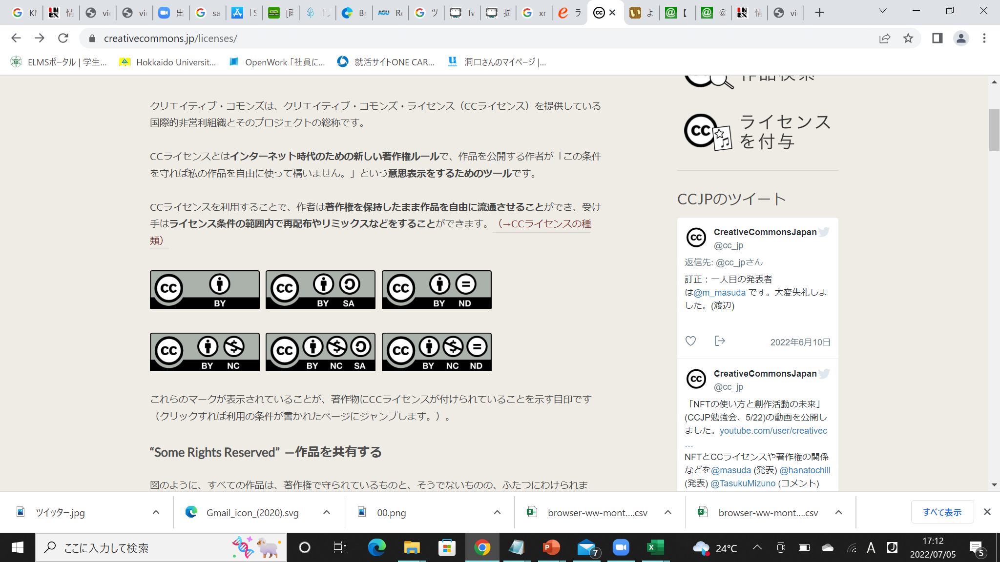 KN
情
vi
vi
出
sa
「S
[画
「フ
Br
Re
ツ
Tw
拡
xr
ラ
よ
【
@
情
vi
creativecommons.jp/licenses/
ELMSポータル | 学生...
Hokkaido Universit...
OpenWork「社員に...
就活サイトONE CAR...
洞口さんのマイページ |...
クリエイティブ・コモンズは、クリエイティブ・コモンズ・ライセンス（CCライセンス）を提供している
国際的非営利組織とそのプロジェクトの総称です。
CCライセンスとはインターネット時代のための新しい著作権ルールで、作品を公開する作者が「この条件
を守れば私の作品を自由に使って構いません。」という意思表示をするためのツールです。
CCライセンスを利用することで、作者は著作権を保持したまま作品を自由に流通させることができ、受け
手はライセンス条件の範囲内で再配布やリミックスなどをすることができます。（→CCライセンスの種
類）
CC BY
CC BY SA
CC BY ND
CC BY NC
CC BY NC SA
CC BY NC ND
これらのマークが表示されていることが、著作物にCCライセンスが付けられていることを示す目印です
（クリックすれば利用の条件が書かれたページにジャンプします。）。
“Some Rights Reserved” —作品を共有する
図のように、すべての作品は、著作権で守られているものと、そうでないものの、ふたつにわけられま
作品検索
CC ライセンス
を付与
CCJPのツイート
CreativeCommonsJapan
@cc_jp
返信先: @cc_jpさん
訂正：一人目の発表者
は@m_masuda です。大変失礼しま
した。(渡辺)
2022年6月10日
CreativeCommonsJapan
@cc_jp
「NFTの使い方と創作活動の未来」
(CCJP勉強会、5/22)の動画を公開し
ました。youtube.com/user/creativec
…
NFTとCCライセンスや著作権の関係
などを@masuda (発表) @hanatochill
(発表) @TasukuMizuno (コメント)
ツイッター.jpg
Gmail_icon_(2020).svg
00.png
browser-ww-mont....csv
browser-ww-mont....csv
すべて表示
ここに入力して検索
7
24°C
A
17:12
2022/07/05
5